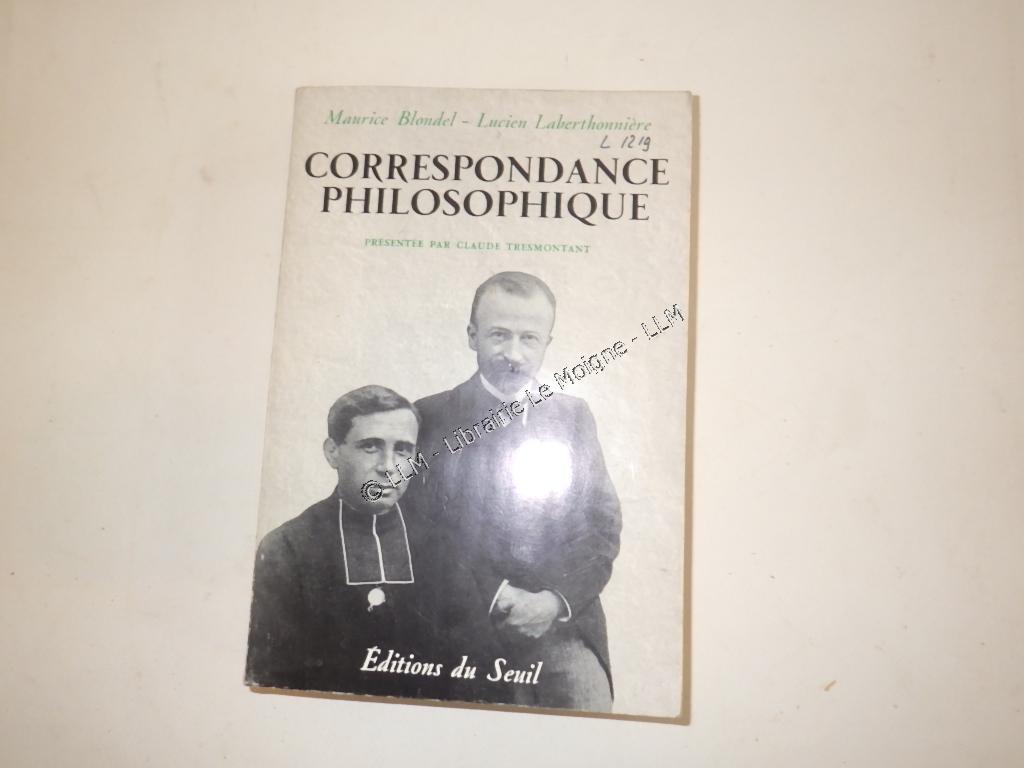 Maurice Blondel - Lucien Laberthonnière
L 1219
CORRESPONDANCE
PHILOSOPHIQUE
PRÉSENTÉE PAR CLAUDE TRESMONTANT
© LLM - Librairie Le Moigne - LLM
Éditions du Seuil